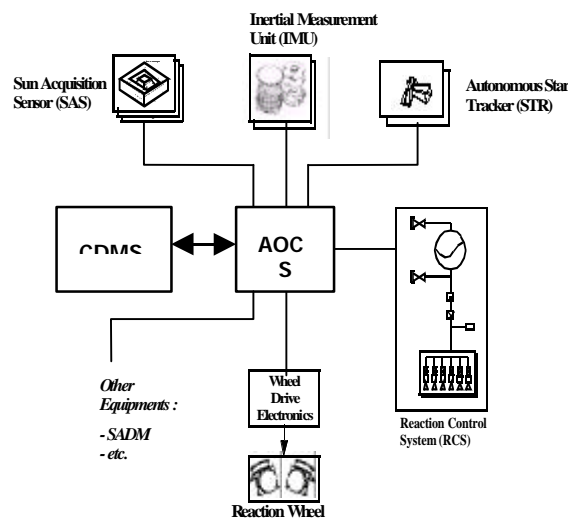 Inertial Measurement
Unit (IMU)
Sun Acquisition
Sensor (SAS)
Autonomous Star
Tracker (STR)
CDMS
AOC
S
Other
Equipments :
- SADM
- etc.
Wheel
Drive
Electronics
Reaction Control
System (RCS)
Reaction Wheel